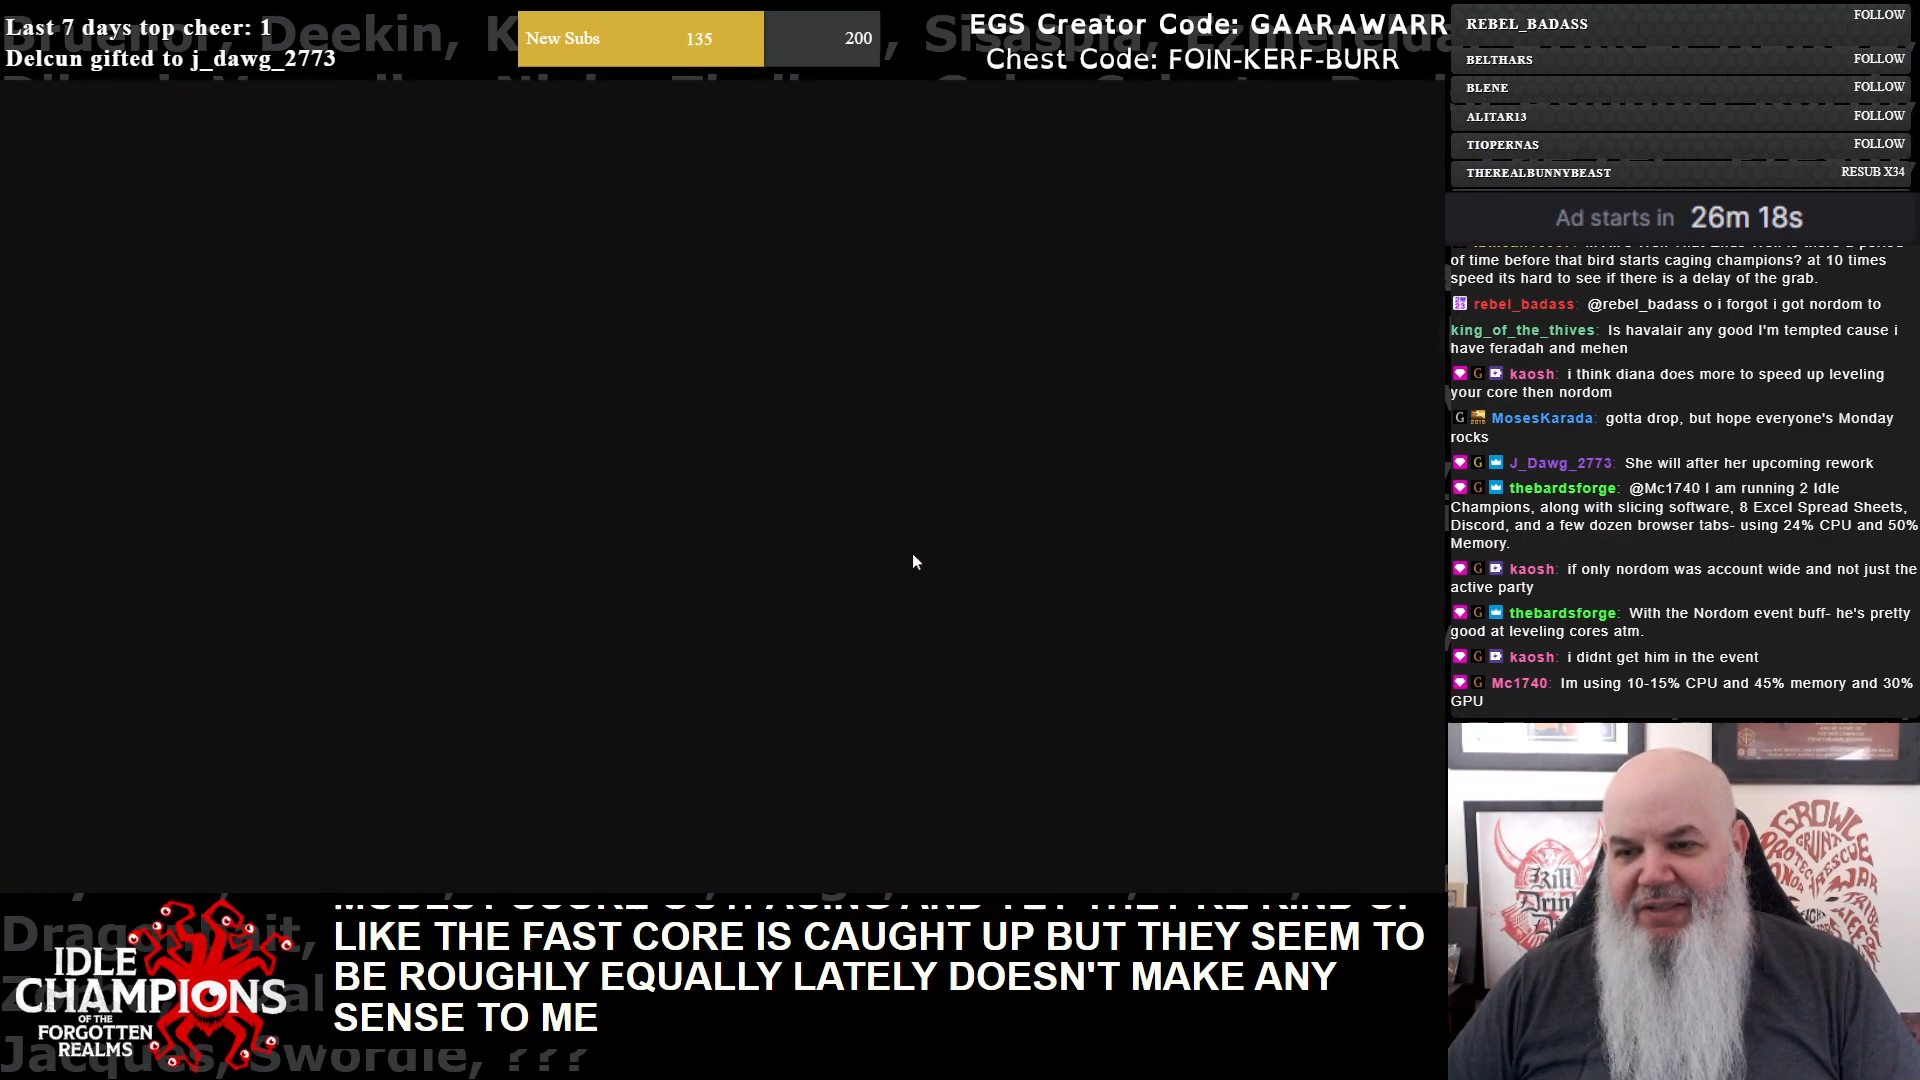 Last 7 days top cheer: 1
Delcun gifted to j_dawg_2773
New Subs 135 200
EGS Creator Code: GAARAWARR
Chest Code: FOIN-KERF-BURR
REBEL_BADASS FOLLOW
BELTHARS FOLLOW
BLENE FOLLOW
ALITAR13 FOLLOW
TIOPERNAS FOLLOW
THEREALBUNNYBEAST RESUB X34
Ad starts in 26m 18s
of time before that bird starts caging champions? at 10 times
speed its hard to see if there is a delay of the grab.
rebel_badass: @rebel_badass o i forgot i got nordom to
king_of_the_thives: Is havalair any good I'm tempted cause i
have feradah and mehen
G kaosh: i think diana does more to speed up leveling
your core then nordom
G MosesKarada: gotta drop, but hope everyone's Monday
rocks
G J_Dawg_2773: She will after her upcoming rework
G thebardsforge: @Mc1740 I am running 2 Idle
Champions, along with slicing software, 8 Excel Spread Sheets,
Discord, and a few dozen browser tabs- using 24% CPU and 50%
Memory.
G kaosh: if only nordom was account wide and not just the
active party
G thebardsforge: With the Nordom event buff- he's pretty
good at leveling cores atm.
G kaosh: i didnt get him in the event
G Mc1740: Im using 10-15% CPU and 45% memory and 30%
GPU
GROWL
GRUNT
Kill
Drink
LIKE THE FAST CORE IS CAUGHT UP BUT THEY SEEM TO
BE ROUGHLY EQUALLY LATELY DOESN'T MAKE ANY
SENSE TO ME
IDLE
CHAMPIONS
OF THE
FORGOTTEN
REALMS
Jacques, Swordie, ???